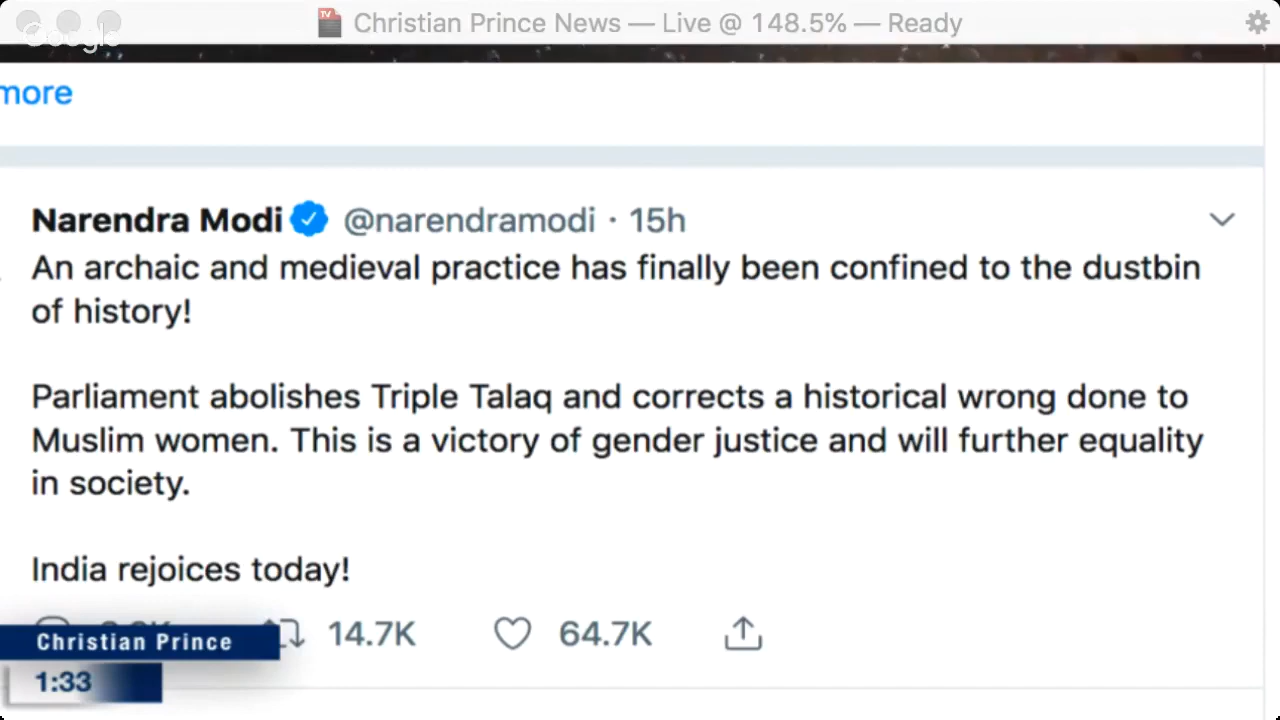 Christian Prince News — Live @ 148.5% — Ready
Google
more
Narendra Modi @narendramodi · 15h
An archaic and medieval practice has finally been confined to the dustbin
of history!
Parliament abolishes Triple Talaq and corrects a historical wrong done to
Muslim women. This is a victory of gender justice and will further equality
in society.
India rejoices today!
14.7K 64.7K
Christian Prince
1:33